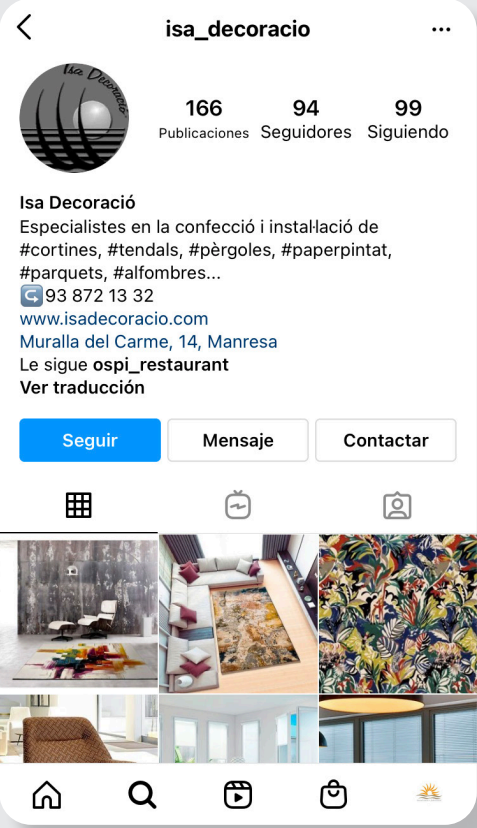 isa_decoracio
Isa Decoració
166 94 99
Publicaciones Seguidores Siguiendo
Isa Decoració
Especialistes en la confecció i instal·lació de
#cortines, #tendals, #pèrgoles, #paperpintat,
#parquets, #alfombres...
93 872 13 32
www.isadecoracio.com
Muralla del Carme, 14, Manresa
Le sigue ospi_restaurant
Ver traducción
Seguir Mensaje Contactar